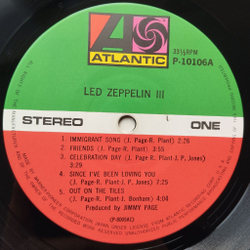 ATLANTIC
33⅓RPM
P-10106A
LED ZEPPELIN III
STEREO
ONE
1 IMMIGRANT SONG (J. Page-R. Plant) 2:26
2 FRIENDS (J. Page-R. Plant) 3:55
3 CELEBRATION DAY (J. Page-R. Plant J. P. Jones)
3:29
4 SINCE I'VE BEEN LOVING YOU
(J. Page-R. Plant J. P. Jones) 7:25
5 OUT ON THE TILES
(J. Page-R. Plant J. Bonham) 4:04
Produced by JIMMY PAGE